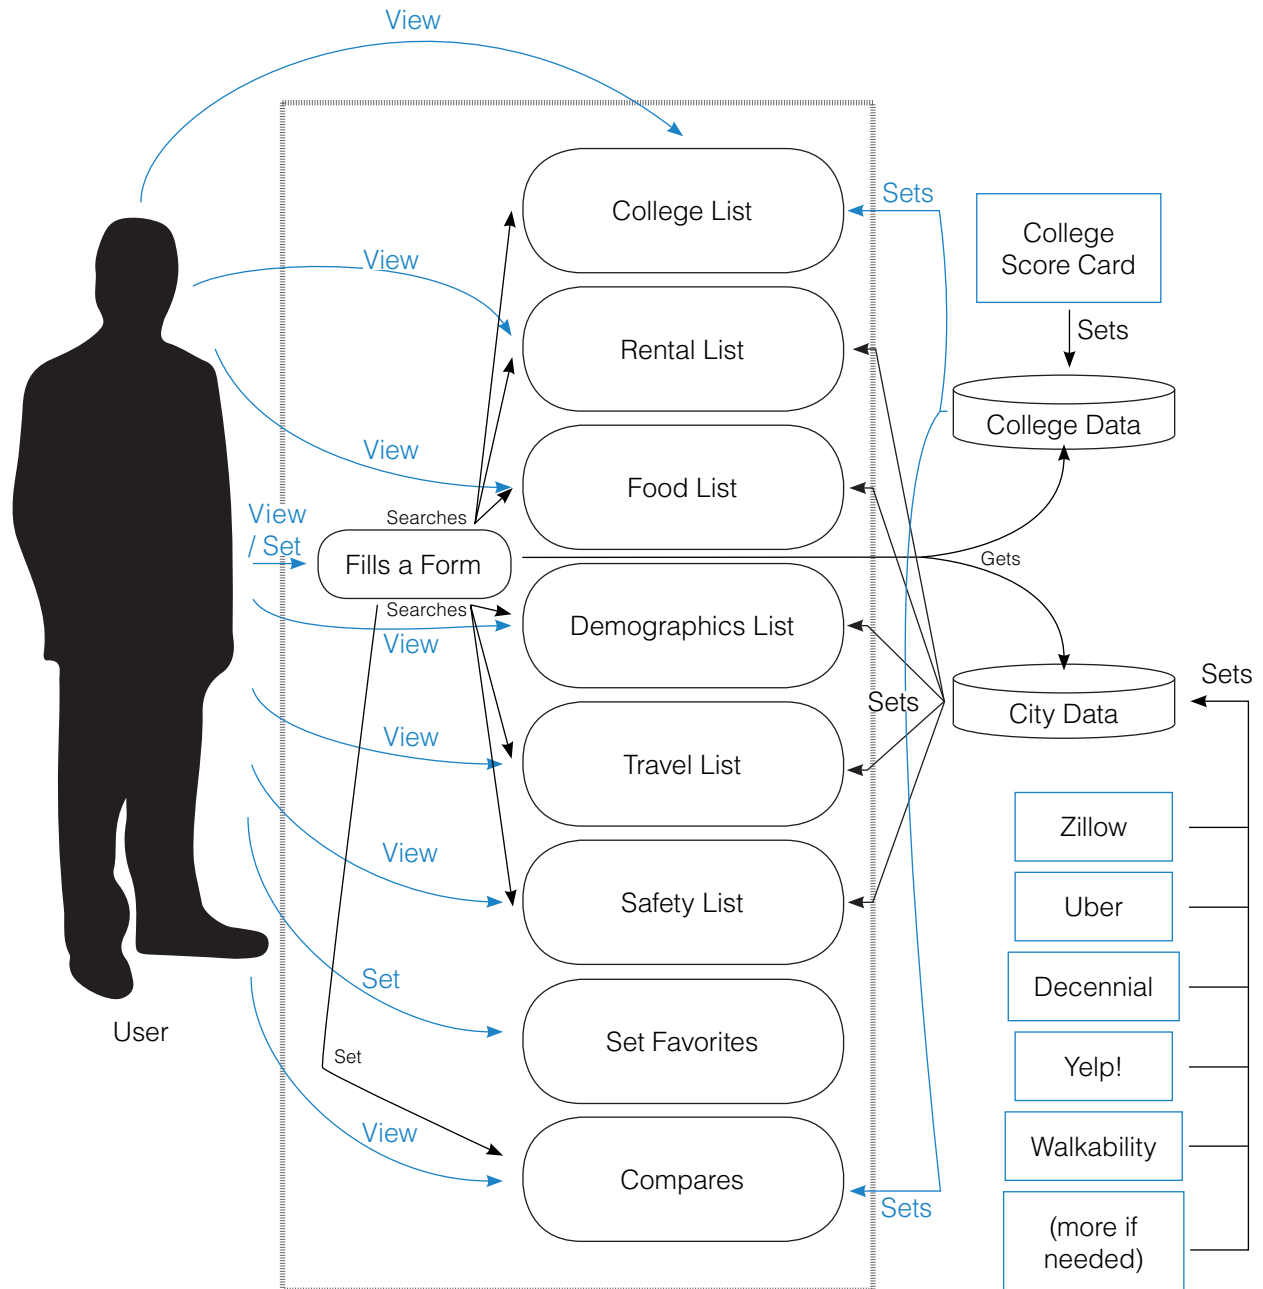 View
College List
Sets
College
Score Card
View
Sets
Rental List
College Data
View
Food List
View
/ Set
Searches
Fills a Form
Gets
Searches
Demographics List
View
Sets
Sets
City Data
View
Travel List
Zillow
View
Safety List
Uber
Set
Decennial
User
Set Favorites
Set
Yelp!
View
Walkability
Compares
Sets
(more if
needed)